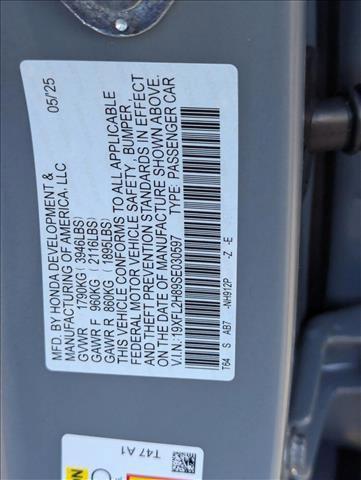 MFD. BY HONDA DEVELOPMENT & 05/'25
MANUFACTURING OF AMERICA, LLC
GVWR 1790KG (3946LBS)
GAWR F 960KG (2116LBS)
GAWR R 860KG (1895LBS)
THIS VEHICLE CONFORMS TO ALL APPLICABLE
FEDERAL MOTOR VEHICLE SAFETY, BUMPER,
AND THEFT PREVENTION STANDARDS IN EFFECT
ON THE DATE OF MANUFACTURE SHOWN ABOVE.
V.I.N: 19XFL2H89SE030597 TYPE: PASSENGER CAR
T64 S AB7 -NH912P -Z -E
T47 A1